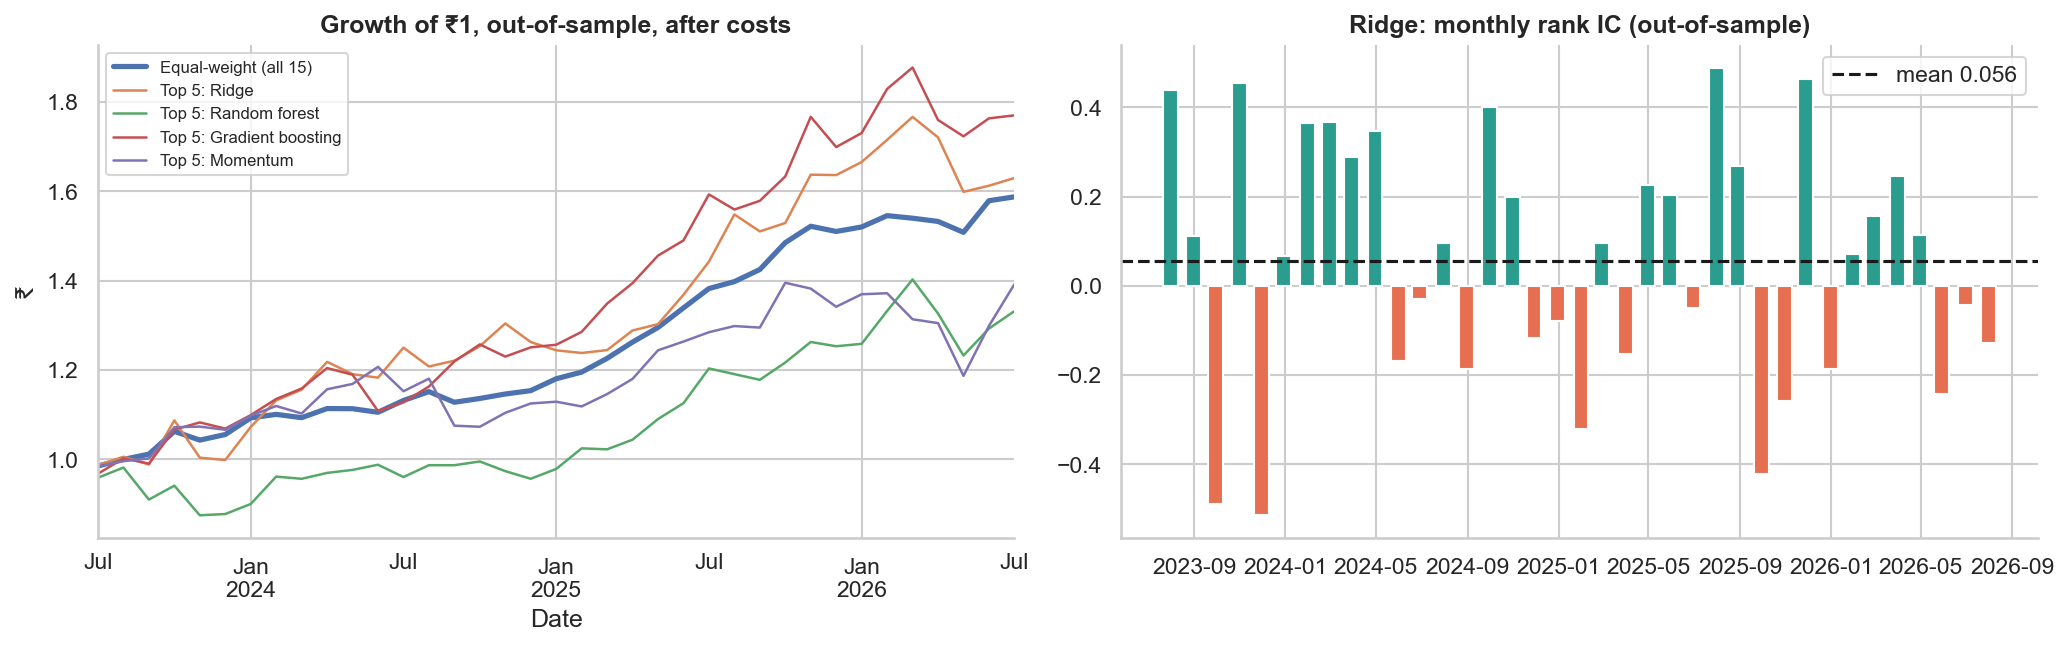 Growth of ₹1, out-of-sample, after costs
Equal-weight (all 15)
Top 5: Ridge
Top 5: Random forest
Top 5: Gradient boosting
Top 5: Momentum
1.8
1.6
1.4
1.2
1.0
₹
Jul
Jan
2024
Jul
Jan
2025
Jul
Jan
2026
Jul
Date
Ridge: monthly rank IC (out-of-sample)
mean 0.056
0.4
0.2
0.0
−0.2
−0.4
2023-09 2024-01 2024-05 2024-09 2025-01 2025-05 2025-09 2026-01 2026-05 2026-09